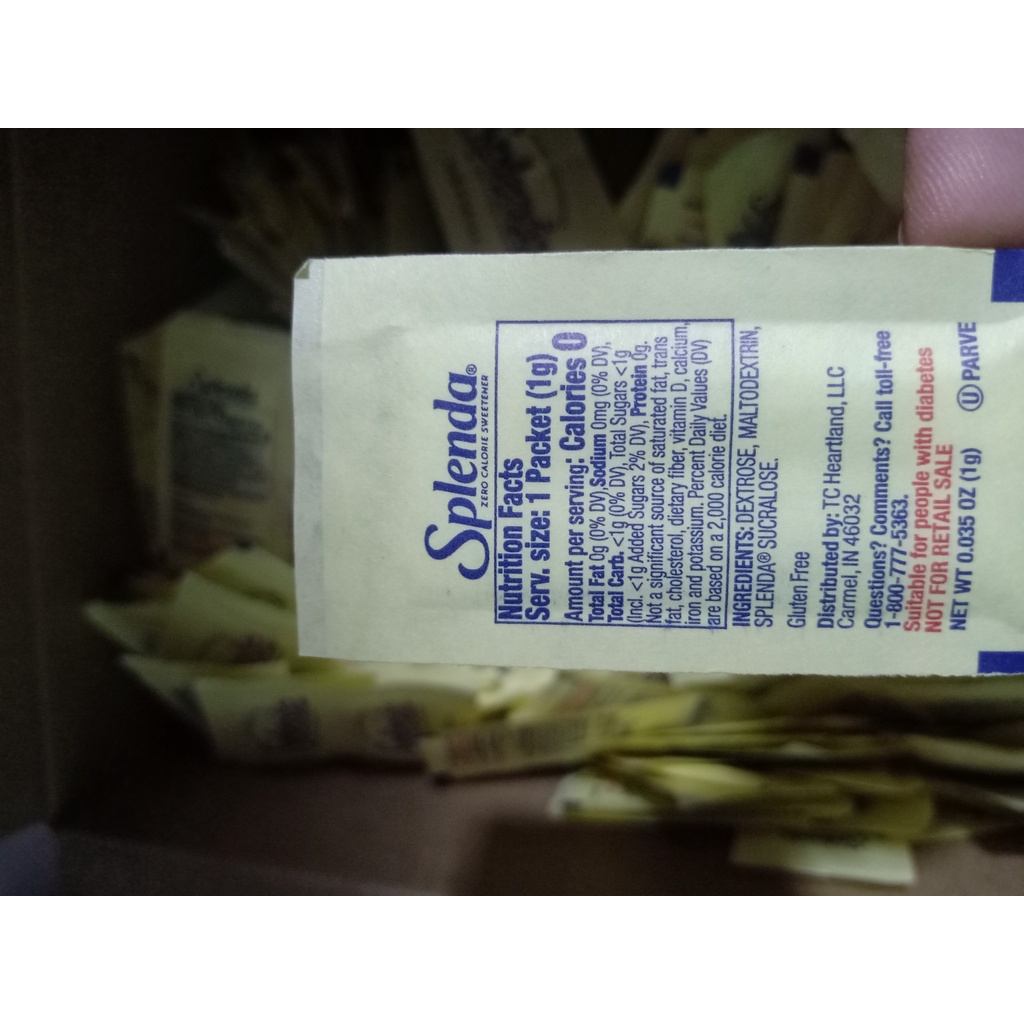 Splenda®
ZERO CALORIE SWEETENER
Nutrition Facts
Serv. size: 1 Packet (1g)
Amount per serving: Calories 0
Total Fat 0g (0% DV), Sodium 0mg (0% DV),
Total Carb. <1g (0% DV), Total Sugars <1g
(Incl. <1g Added Sugars 2% DV), Protein 0g.
Not a significant source of saturated fat, trans
fat, cholesterol, dietary fiber, vitamin D, calcium,
iron and potassium. Percent Daily Values (DV)
are based on a 2,000 calorie diet.
INGREDIENTS: DEXTROSE, MALTODEXTRIN,
SPLENDA® SUCRALOSE.
Gluten Free
Distributed by: TC Heartland, LLC
Carmel, IN 46032
Questions? Comments? Call toll-free
1-800-777-5363.
Suitable for people with diabetes
NOT FOR RETAIL SALE
NET WT 0.035 OZ (1g) U PARVE